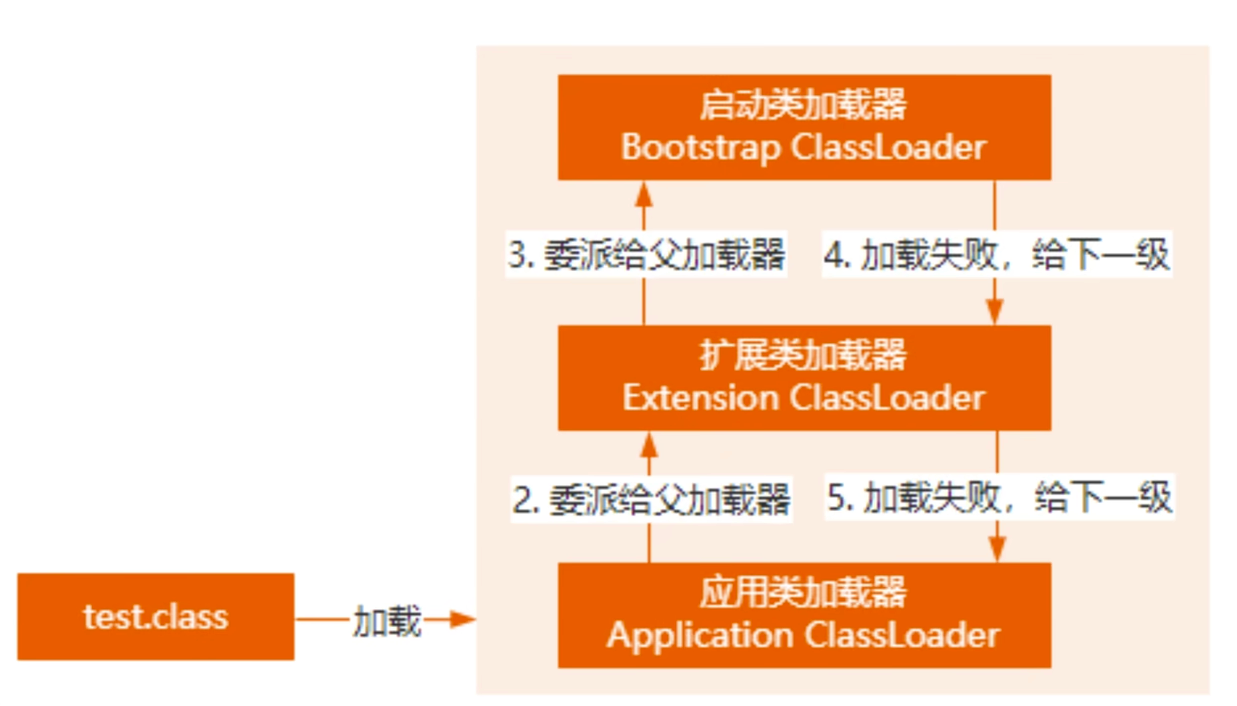 启动类加载器
Bootstrap ClassLoader
3. 委派给父加载器
4. 加载失败，给下一级
扩展类加载器
Extension ClassLoader
2. 委派给父加载器
5. 加载失败，给下一级
应用类加载器
Application ClassLoader
test.class
加载